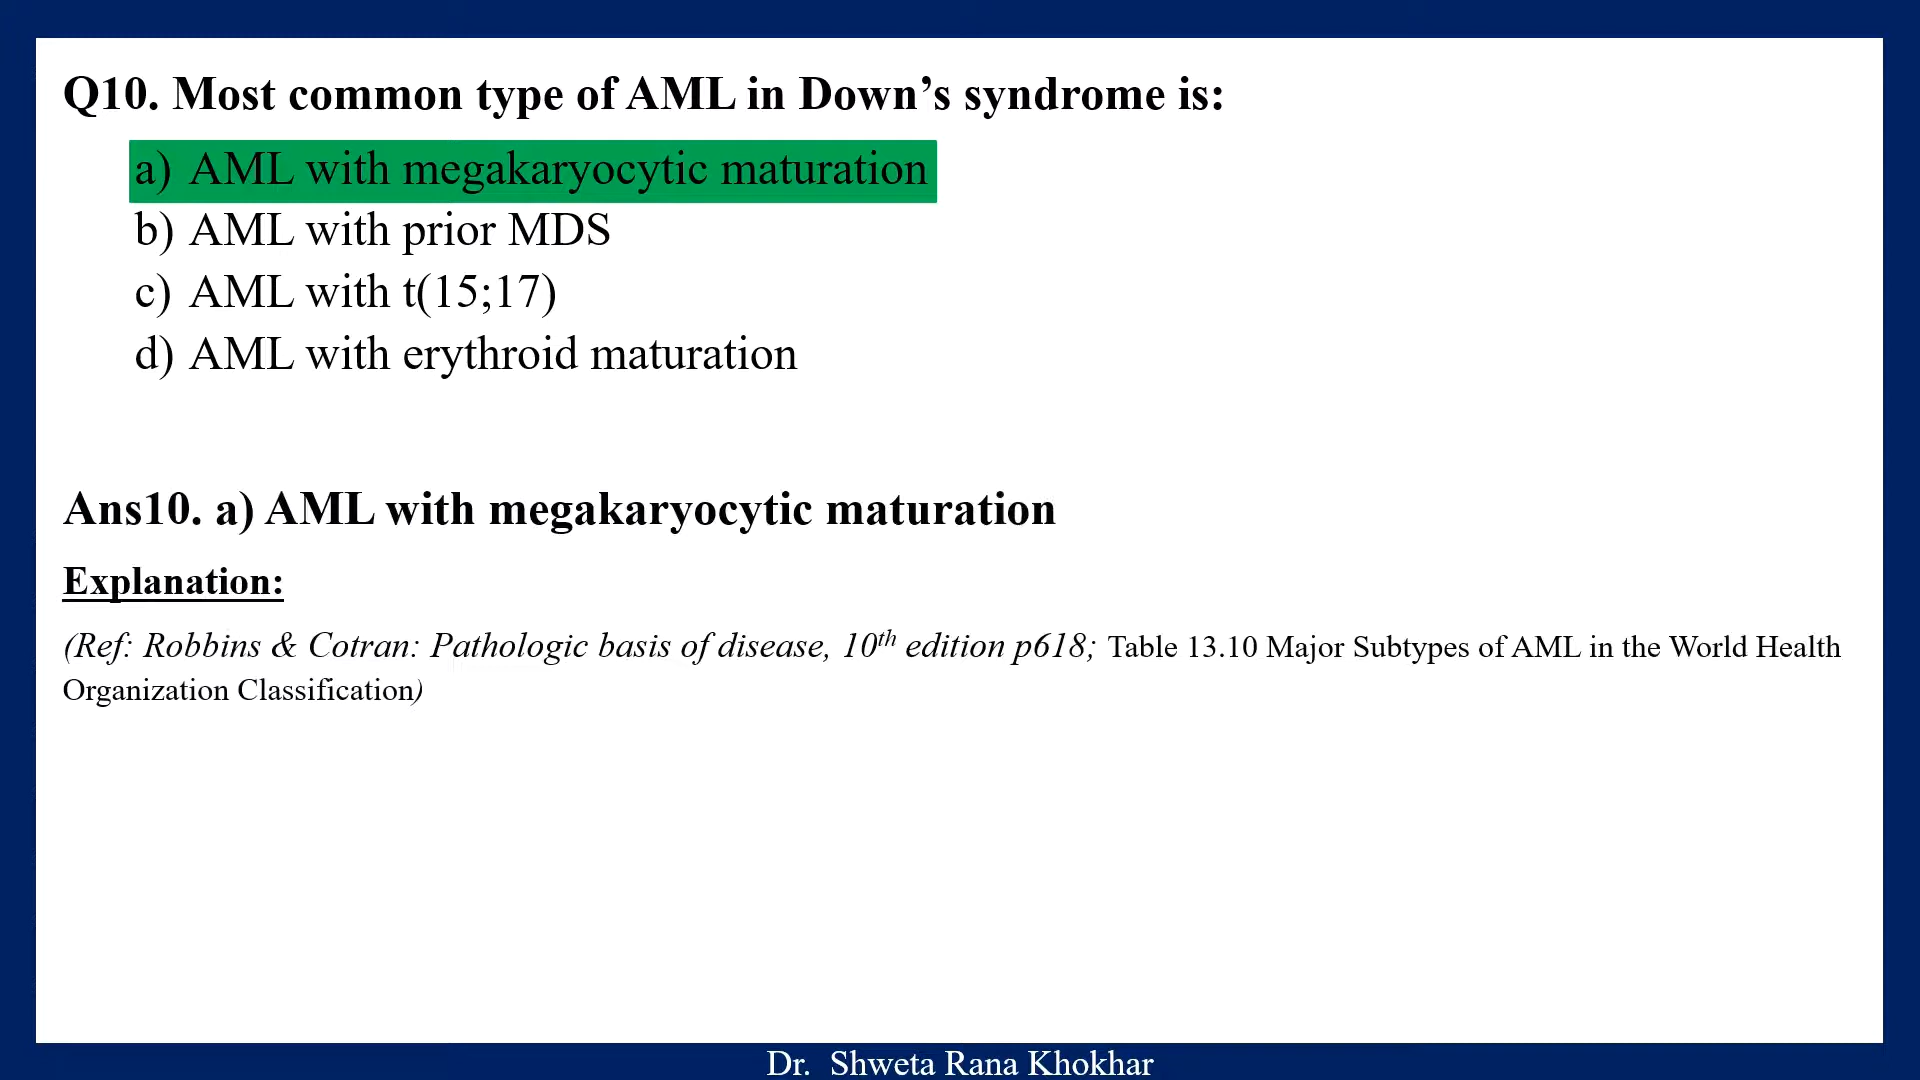 Q10. Most common type of AML in Down’s syndrome is:
a) AML with megakaryocytic maturation
b) AML with prior MDS
c) AML with t(15;17)
d) AML with erythroid maturation
Ans10. a) AML with megakaryocytic maturation
Explanation:
(Ref: Robbins & Cotran: Pathologic basis of disease, 10th edition p618; Table 13.10 Major Subtypes of AML in the World Health
Organization Classification)
Dr. Shweta Rana Khokhar